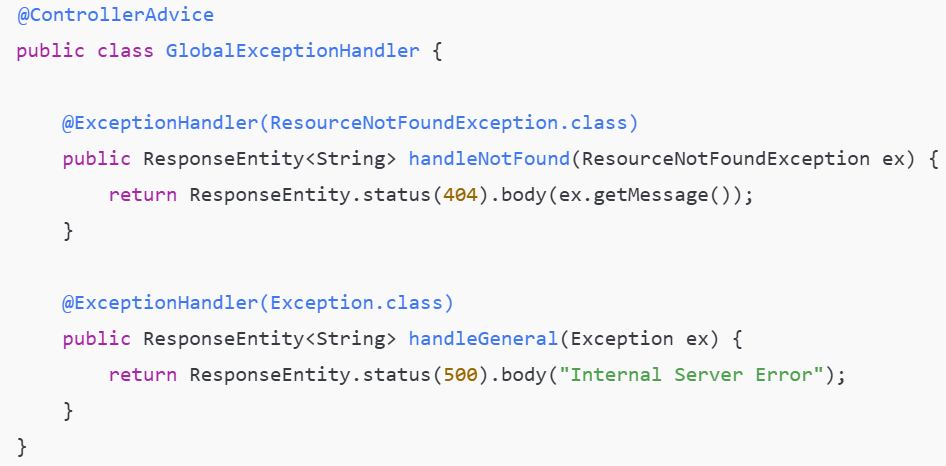 @ControllerAdvice
public class GlobalExceptionHandler {
@ExceptionHandler(ResourceNotFoundException.class)
public ResponseEntity<String> handleNotFound(ResourceNotFoundException ex) {
return ResponseEntity.status(404).body(ex.getMessage());
}
@ExceptionHandler(Exception.class)
public ResponseEntity<String> handleGeneral(Exception ex) {
return ResponseEntity.status(500).body("Internal Server Error");
}
}